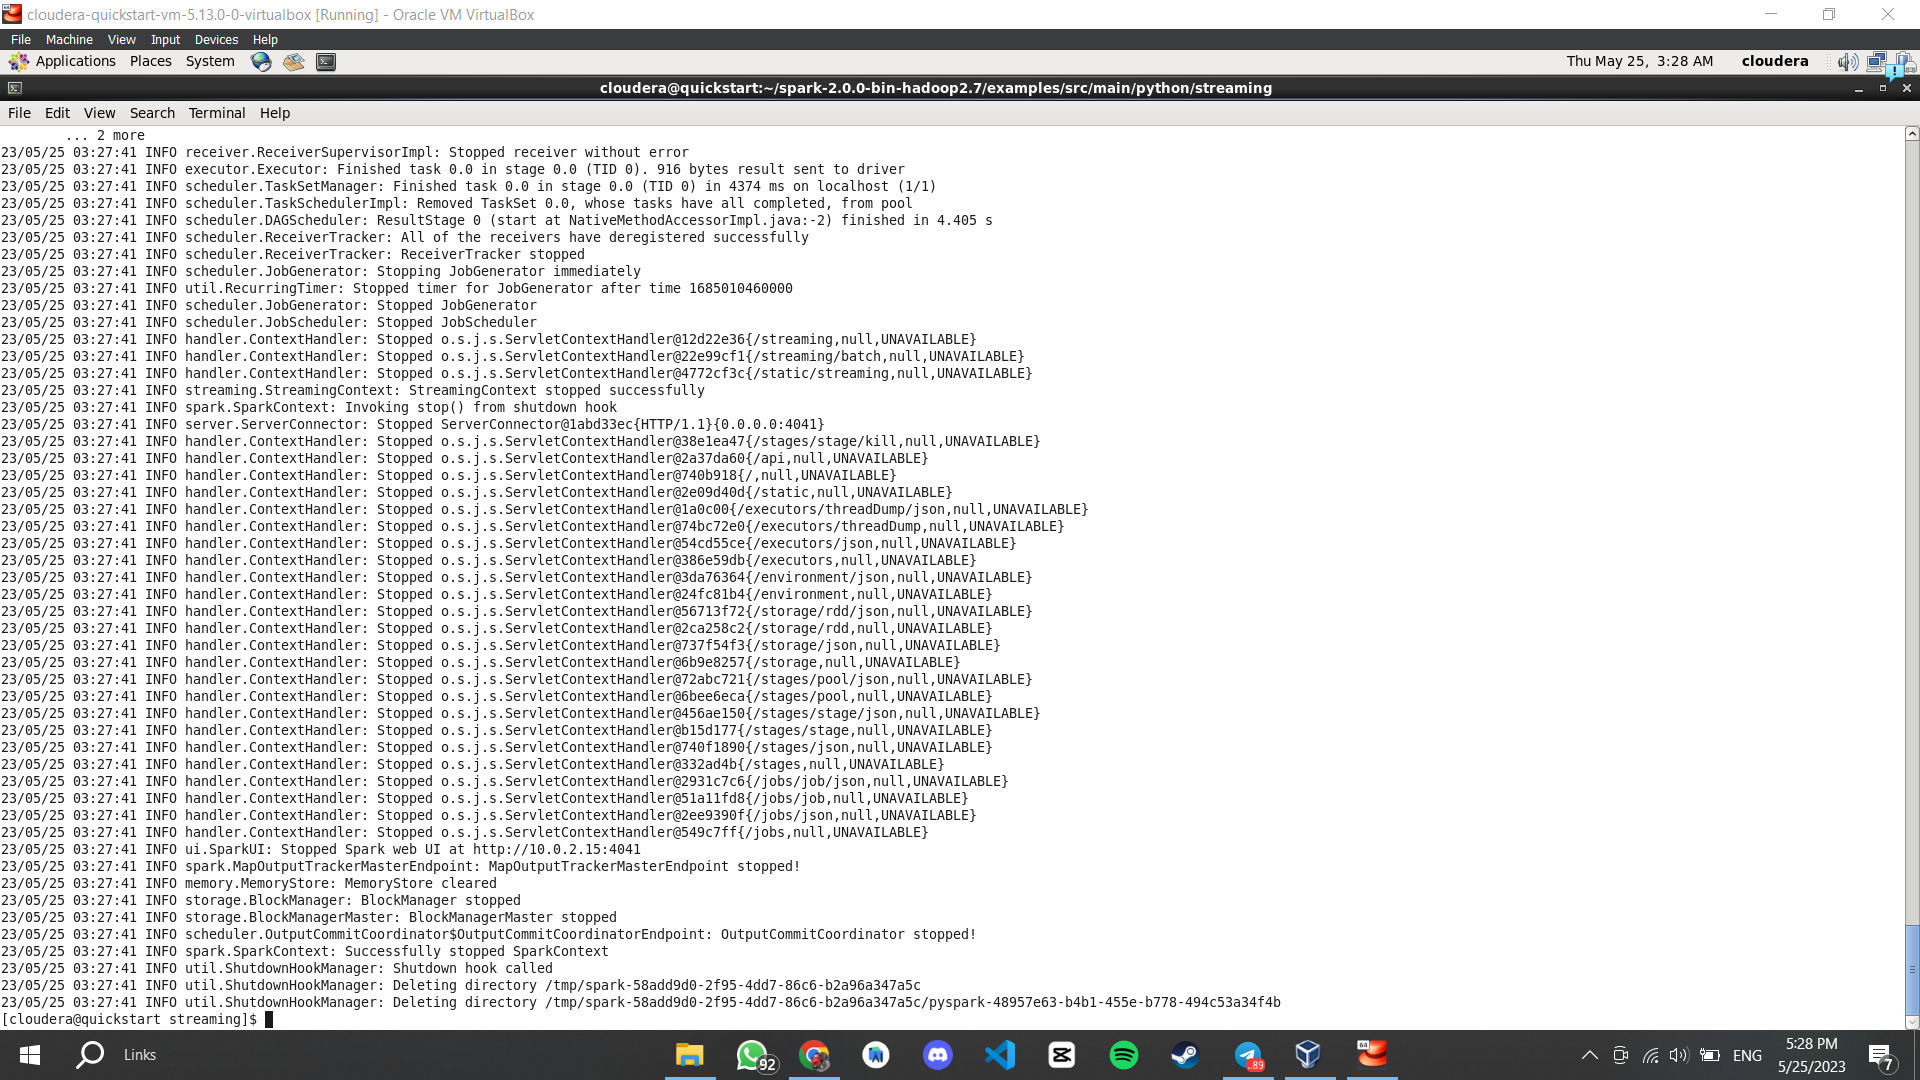 cloudera-quickstart-vm-5.13.0-0-virtualbox [Running] - Oracle VM VirtualBox
File Machine View Input Devices Help
Applications Places System Thu May 25, 3:28 AM cloudera
cloudera@quickstart:~/spark-2.0.0-bin-hadoop2.7/examples/src/main/python/streaming
File Edit View Search Terminal Help
... 2 more
23/05/25 03:27:41 INFO receiver.ReceiverSupervisorImpl: Stopped receiver without error
23/05/25 03:27:41 INFO executor.Executor: Finished task 0.0 in stage 0.0 (TID 0). 916 bytes result sent to driver
23/05/25 03:27:41 INFO scheduler.TaskSetManager: Finished task 0.0 in stage 0.0 (TID 0) in 4374 ms on localhost (1/1)
23/05/25 03:27:41 INFO scheduler.TaskSchedulerImpl: Removed TaskSet 0.0, whose tasks have all completed, from pool
23/05/25 03:27:41 INFO scheduler.DAGScheduler: ResultStage 0 (start at NativeMethodAccessorImpl.java:-2) finished in 4.405 s
23/05/25 03:27:41 INFO scheduler.ReceiverTracker: All of the receivers have deregistered successfully
23/05/25 03:27:41 INFO scheduler.ReceiverTracker: ReceiverTracker stopped
23/05/25 03:27:41 INFO scheduler.JobGenerator: Stopping JobGenerator immediately
23/05/25 03:27:41 INFO util.RecurringTimer: Stopped timer for JobGenerator after time 1685010460000
23/05/25 03:27:41 INFO scheduler.JobGenerator: Stopped JobGenerator
23/05/25 03:27:41 INFO scheduler.JobScheduler: Stopped JobScheduler
23/05/25 03:27:41 INFO handler.ContextHandler: Stopped o.s.j.s.ServletContextHandler@12d22e36{/streaming,null,UNAVAILABLE}
23/05/25 03:27:41 INFO handler.ContextHandler: Stopped o.s.j.s.ServletContextHandler@22e99cf1{/streaming/batch,null,UNAVAILABLE}
23/05/25 03:27:41 INFO handler.ContextHandler: Stopped o.s.j.s.ServletContextHandler@4772cf3c{/static/streaming,null,UNAVAILABLE}
23/05/25 03:27:41 INFO streaming.StreamingContext: StreamingContext stopped successfully
23/05/25 03:27:41 INFO spark.SparkContext: Invoking stop() from shutdown hook
23/05/25 03:27:41 INFO server.ServerConnector: Stopped ServerConnector@1abd33ec{HTTP/1.1}{0.0.0.0:4041}
23/05/25 03:27:41 INFO handler.ContextHandler: Stopped o.s.j.s.ServletContextHandler@38e1ea47{/stages/stage/kill,null,UNAVAILABLE}
23/05/25 03:27:41 INFO handler.ContextHandler: Stopped o.s.j.s.ServletContextHandler@2a37da60{/api,null,UNAVAILABLE}
23/05/25 03:27:41 INFO handler.ContextHandler: Stopped o.s.j.s.ServletContextHandler@740b918{/,null,UNAVAILABLE}
23/05/25 03:27:41 INFO handler.ContextHandler: Stopped o.s.j.s.ServletContextHandler@2e09d40d{/static,null,UNAVAILABLE}
23/05/25 03:27:41 INFO handler.ContextHandler: Stopped o.s.j.s.ServletContextHandler@1a0c00{/executors/threadDump/json,null,UNAVAILABLE}
23/05/25 03:27:41 INFO handler.ContextHandler: Stopped o.s.j.s.ServletContextHandler@74bc72e0{/executors/threadDump,null,UNAVAILABLE}
23/05/25 03:27:41 INFO handler.ContextHandler: Stopped o.s.j.s.ServletContextHandler@54cd55ce{/executors/json,null,UNAVAILABLE}
23/05/25 03:27:41 INFO handler.ContextHandler: Stopped o.s.j.s.ServletContextHandler@386e59db{/executors,null,UNAVAILABLE}
23/05/25 03:27:41 INFO handler.ContextHandler: Stopped o.s.j.s.ServletContextHandler@3da76364{/environment/json,null,UNAVAILABLE}
23/05/25 03:27:41 INFO handler.ContextHandler: Stopped o.s.j.s.ServletContextHandler@24fc81b4{/environment,null,UNAVAILABLE}
23/05/25 03:27:41 INFO handler.ContextHandler: Stopped o.s.j.s.ServletContextHandler@56713f72{/storage/rdd/json,null,UNAVAILABLE}
23/05/25 03:27:41 INFO handler.ContextHandler: Stopped o.s.j.s.ServletContextHandler@2ca258c2{/storage/rdd,null,UNAVAILABLE}
23/05/25 03:27:41 INFO handler.ContextHandler: Stopped o.s.j.s.ServletContextHandler@737f54f3{/storage/json,null,UNAVAILABLE}
23/05/25 03:27:41 INFO handler.ContextHandler: Stopped o.s.j.s.ServletContextHandler@6b9e8257{/storage,null,UNAVAILABLE}
23/05/25 03:27:41 INFO handler.ContextHandler: Stopped o.s.j.s.ServletContextHandler@72abc721{/stages/pool/json,null,UNAVAILABLE}
23/05/25 03:27:41 INFO handler.ContextHandler: Stopped o.s.j.s.ServletContextHandler@6bee6eca{/stages/pool,null,UNAVAILABLE}
23/05/25 03:27:41 INFO handler.ContextHandler: Stopped o.s.j.s.ServletContextHandler@456ae150{/stages/stage/json,null,UNAVAILABLE}
23/05/25 03:27:41 INFO handler.ContextHandler: Stopped o.s.j.s.ServletContextHandler@b15d177{/stages/stage,null,UNAVAILABLE}
23/05/25 03:27:41 INFO handler.ContextHandler: Stopped o.s.j.s.ServletContextHandler@740f1890{/stages/json,null,UNAVAILABLE}
23/05/25 03:27:41 INFO handler.ContextHandler: Stopped o.s.j.s.ServletContextHandler@332ad4b{/stages,null,UNAVAILABLE}
23/05/25 03:27:41 INFO handler.ContextHandler: Stopped o.s.j.s.ServletContextHandler@2931c7c6{/jobs/job/json,null,UNAVAILABLE}
23/05/25 03:27:41 INFO handler.ContextHandler: Stopped o.s.j.s.ServletContextHandler@51a11fd8{/jobs/job,null,UNAVAILABLE}
23/05/25 03:27:41 INFO handler.ContextHandler: Stopped o.s.j.s.ServletContextHandler@2ee9390f{/jobs/json,null,UNAVAILABLE}
23/05/25 03:27:41 INFO handler.ContextHandler: Stopped o.s.j.s.ServletContextHandler@549c7ff{/jobs,null,UNAVAILABLE}
23/05/25 03:27:41 INFO ui.SparkUI: Stopped Spark web UI at http://10.0.2.15:4041
23/05/25 03:27:41 INFO spark.MapOutputTrackerMasterEndpoint: MapOutputTrackerMasterEndpoint stopped!
23/05/25 03:27:41 INFO memory.MemoryStore: MemoryStore cleared
23/05/25 03:27:41 INFO storage.BlockManager: BlockManager stopped
23/05/25 03:27:41 INFO storage.BlockManagerMaster: BlockManagerMaster stopped
23/05/25 03:27:41 INFO scheduler.OutputCommitCoordinator$OutputCommitCoordinatorEndpoint: OutputCommitCoordinator stopped!
23/05/25 03:27:41 INFO spark.SparkContext: Successfully stopped SparkContext
23/05/25 03:27:41 INFO util.ShutdownHookManager: Shutdown hook called
23/05/25 03:27:41 INFO util.ShutdownHookManager: Deleting directory /tmp/spark-58add9d0-2f95-4dd7-86c6-b2a96a347a5c
23/05/25 03:27:41 INFO util.ShutdownHookManager: Deleting directory /tmp/spark-58add9d0-2f95-4dd7-86c6-b2a96a347a5c/pyspark-48957e63-b4b1-455e-b778-494c53a34f4b
[cloudera@quickstart streaming]$
Links 92 ..89 64 ENG 5:28 PM
5/25/2023 7